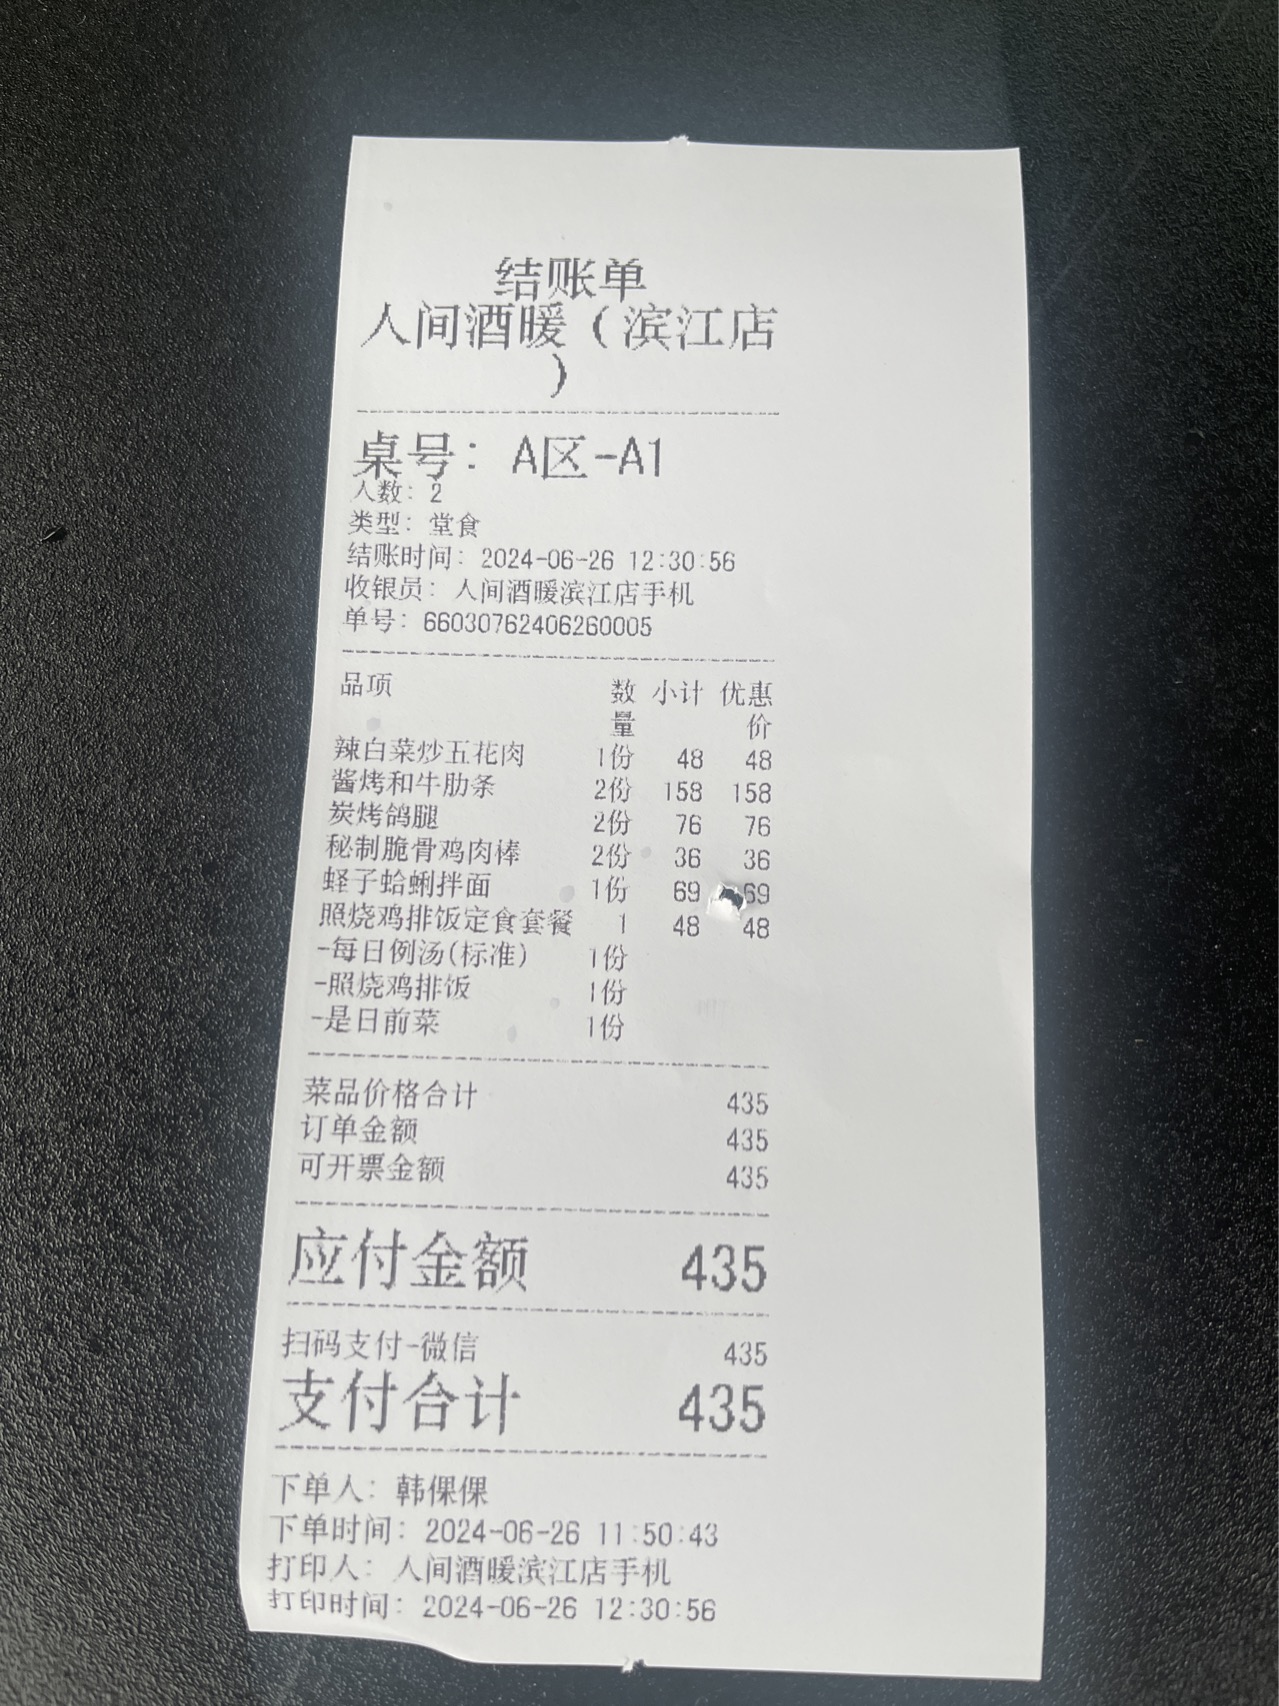 结账单
人间酒暖（滨江店
）
桌号：A区-A1
人数：2
类型：堂食
结账时间：2024-06-26 12:30:56
收银员：人间酒暖滨江店手机
单号：66030762406260005
品项 数量 小计 优惠价
辣白菜炒五花肉 1份 48 48
酱烤和牛肋条 2份 158 158
炭烤鸽腿 2份 76 76
秘制脆骨鸡肉棒 2份 36 36
蛏子蛤蜊拌面 1份 69 69
照烧鸡排饭定食套餐 1 48 48
-每日例汤(标准) 1份
-照烧鸡排饭 1份
-是日前菜 1份
菜品价格合计 435
订单金额 435
可开票金额 435
应付金额 435
扫码支付-微信 435
支付合计 435
下单人：韩倮倮
下单时间：2024-06-26 11:50:43
打印人：人间酒暖滨江店手机
打印时间：2024-06-26 12:30:56